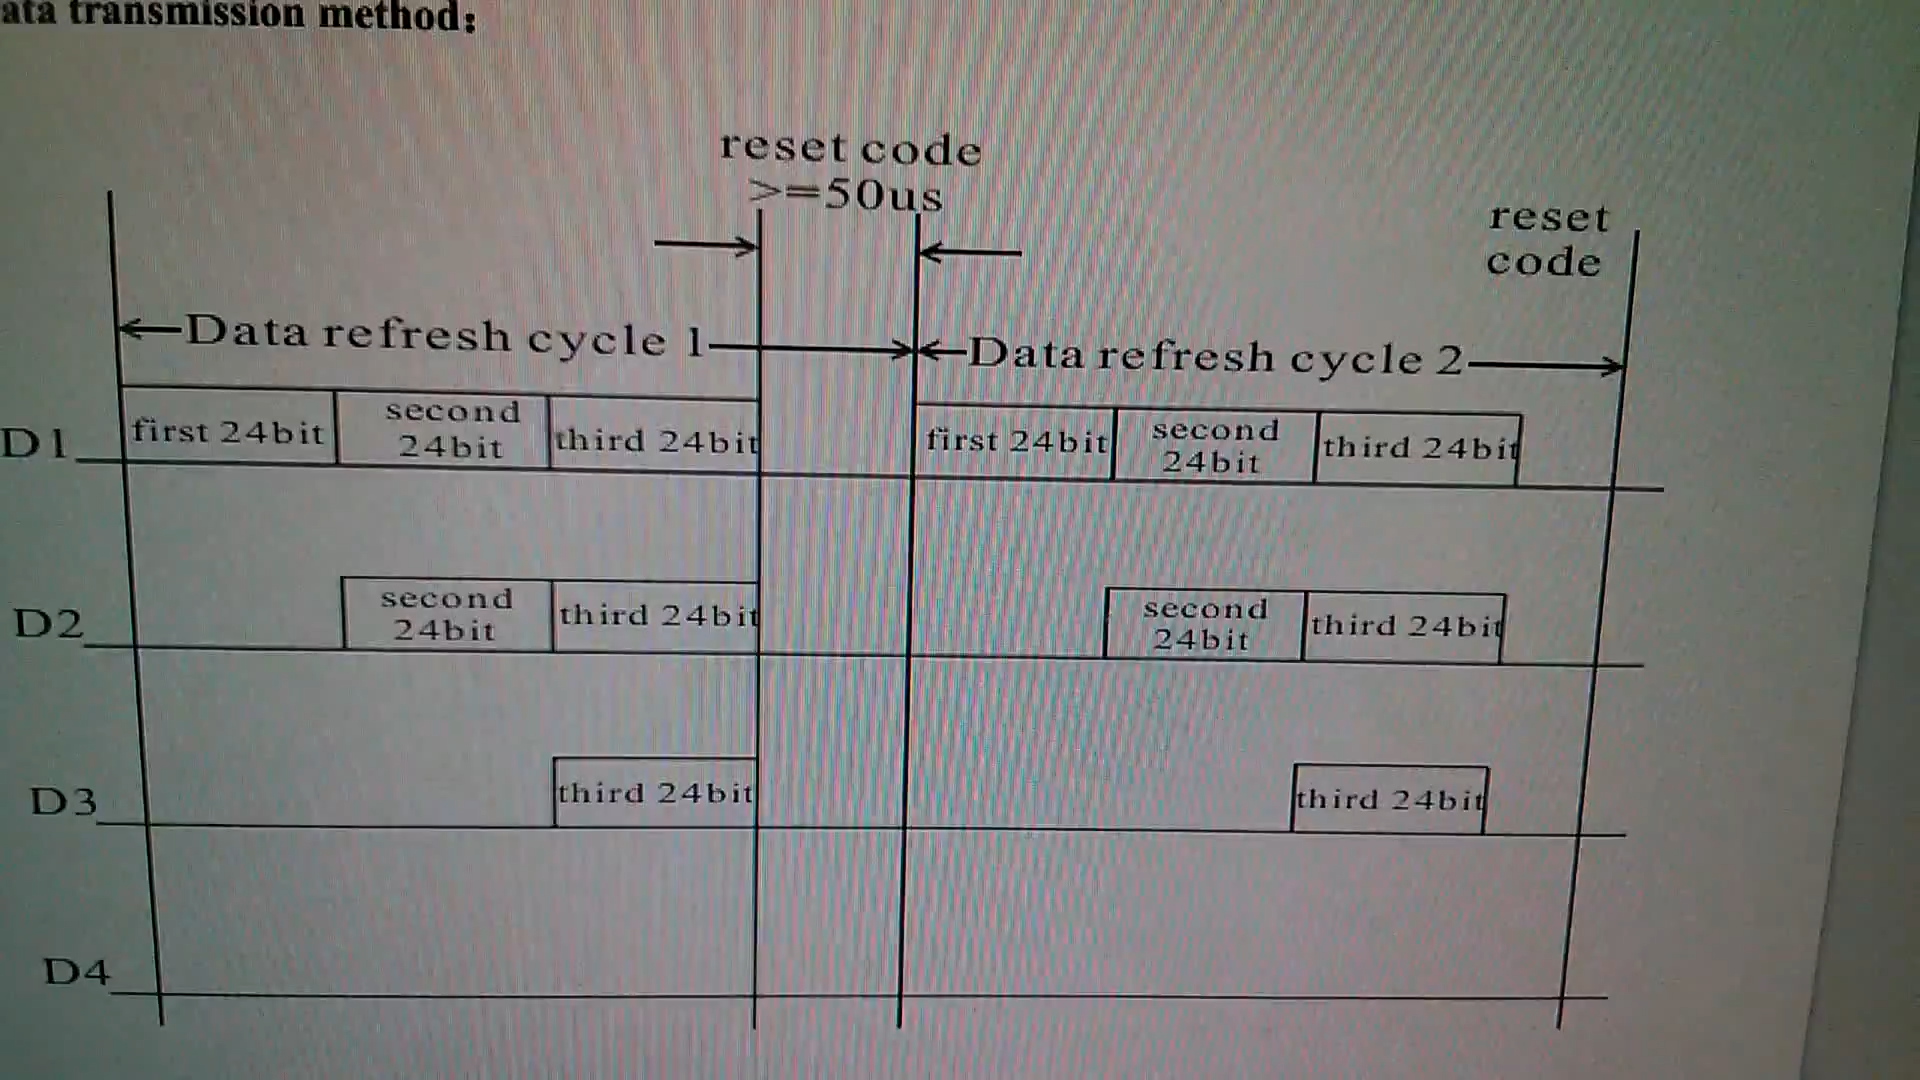 ata transmission method:
reset code
>=50us
reset
code
Data refresh cycle 1
Data refresh cycle 2
D1
first 24bit
second
24bit
third 24bit
first 24bit
second
24bit
third 24bit
D2
second
24bit
third 24bit
second
24bit
third 24bit
D3
third 24bit
third 24bit
D4